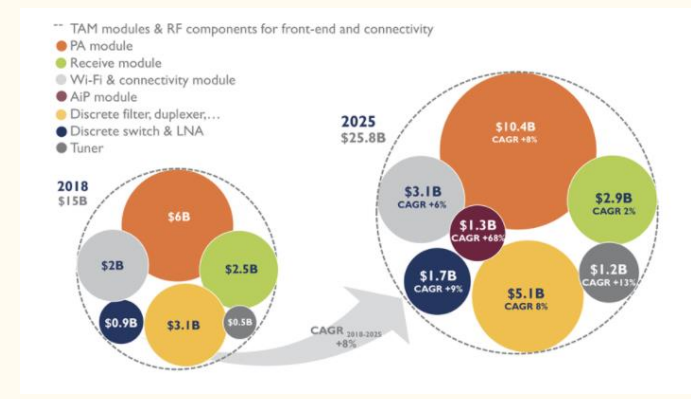 -- TAM modules & RF components for front-end and connectivity
PA module
Receive module
Wi-Fi & connectivity module
AiP module
Discrete filter, duplexer,...
Discrete switch & LNA
Tuner
2018
$15B
$6B
$2B
$2.5B
$0.9B
$3.1B
$0.5B
CAGR 2018-2025
+8%
2025
$25.8B
$10.4B
CAGR +8%
$3.1B
CAGR +6%
$2.9B
CAGR 2%
$1.3B
CAGR +68%
$1.7B
CAGR +9%
$5.1B
CAGR 8%
$1.2B
CAGR +13%